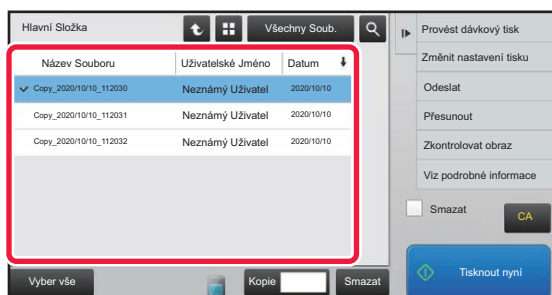 Hlavní Složka
Všechny Soub.
Název Souboru Uživatelské Jméno Datum
Copy_2020/10/10_112030 Neznámý Uživatel 2020/10/10
Copy_2020/10/10_112031 Neznámý Uživatel 2020/10/10
Copy_2020/10/10_112032 Neznámý Uživatel 2020/10/10
Vyber vše
Kopie
Smazat
Provést dávkový tisk
Změnit nastavení tisku
Odeslat
Přesunout
Zkontrolovat obraz
Viz podrobné informace
Smazat
CA
Tisknout nyní